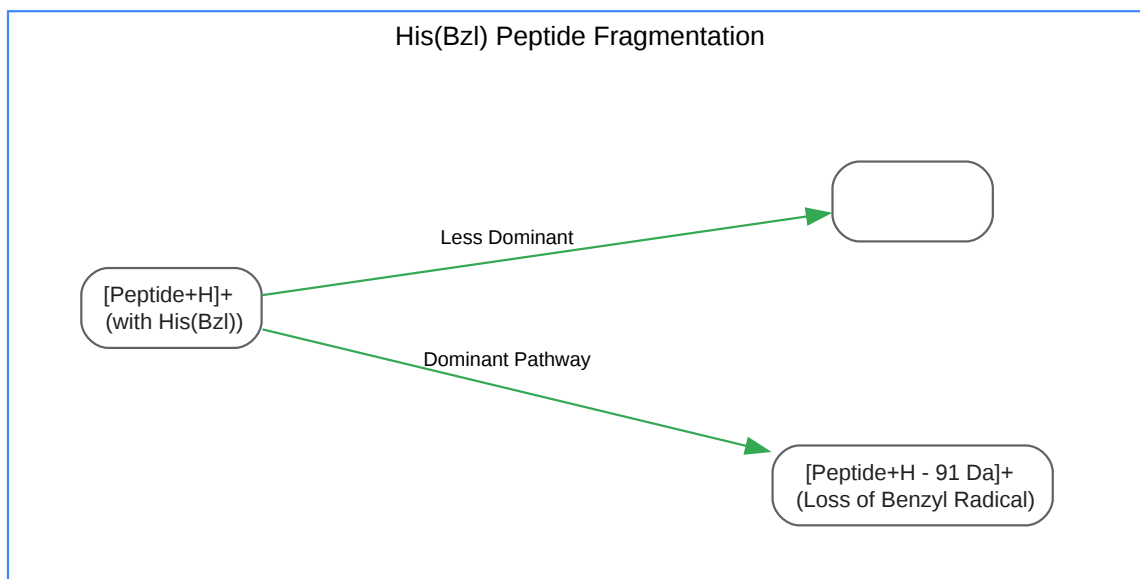 His(Bzl) Peptide Fragmentation
Less Dominant
[Peptide+H]+
(with His(Bzl))
Dominant Pathway
[Peptide+H - 91 Da]+
(Loss of Benzyl Radical)